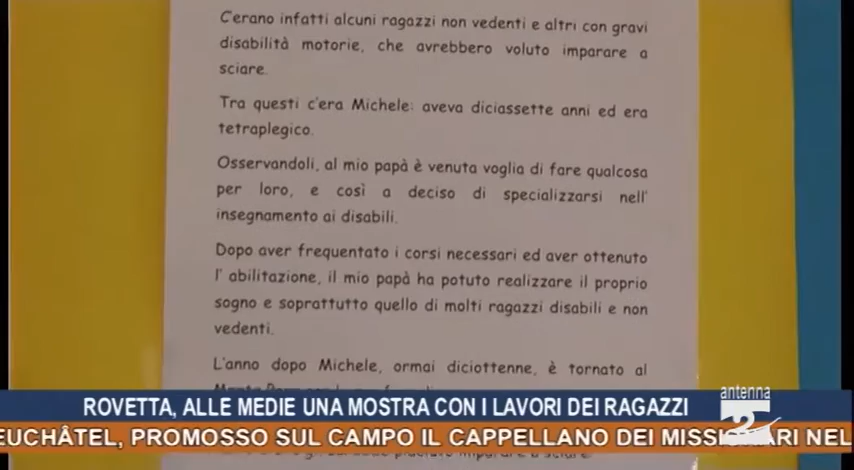 C'erano infatti alcuni ragazzi non vedenti e altri con gravi
disabilità motorie, che avrebbero voluto imparare a
sciare.
Tra questi c'era Michele: aveva diciassette anni ed era
tetraplegico.
Osservandoli, al mio papà è venuta voglia di fare qualcosa
per loro, e così a deciso di specializzarsi nell'
insegnamento ai disabili.
Dopo aver frequentato i corsi necessari ed aver ottenuto
l' abilitazione, il mio papà ha potuto realizzare il proprio
sogno e soprattutto quello di molti ragazzi disabili e non
vedenti.
L'anno dopo Michele, ormai diciottenne, è tornato al
ROVETTA, ALLE MEDIE UNA MOSTRA CON I LAVORI DEI RAGAZZI
antenna
2
EUCHÂTEL, PROMOSSO SUL CAMPO IL CAPPELLANO DEI MISSIONARI NEL